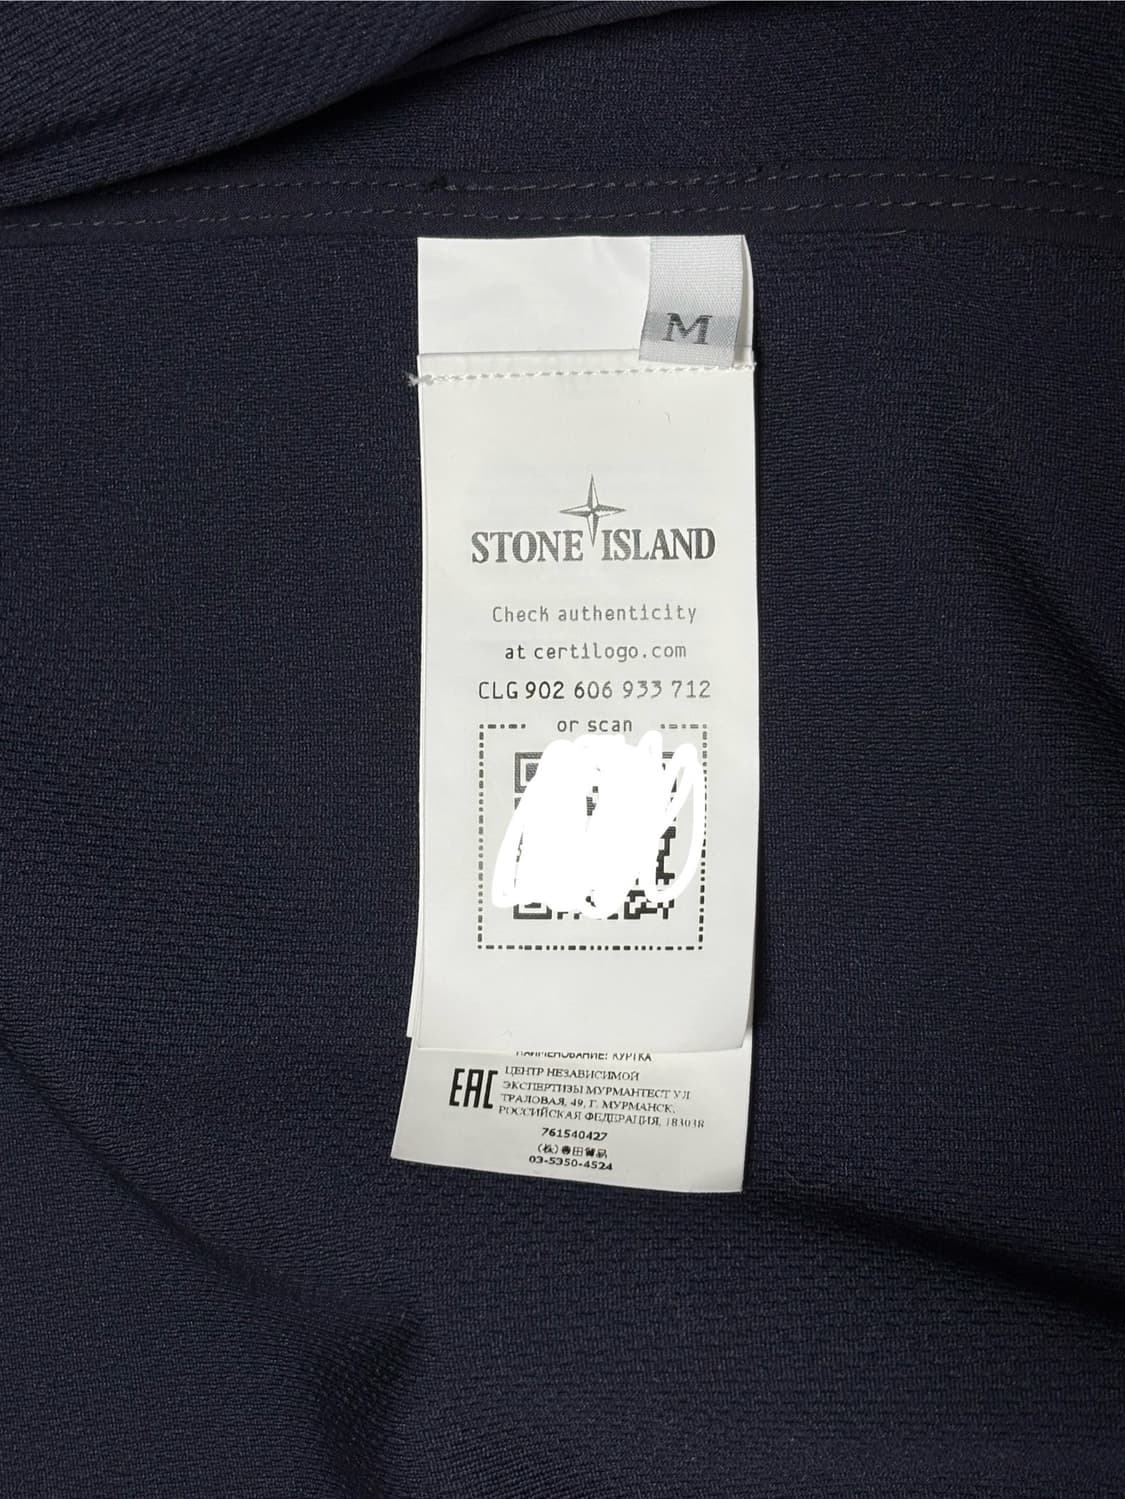 M
STONE ISLAND
Check authenticity
at certilogo.com
CLG 902 606 933 712
or scan
НАИМЕНОВАНИЕ: КУРТКА
EAC
ЦЕНТР НЕЗАВИСИМОЙ
ЭКСПЕРТИЗЫ МУРМАНТЕСТ УЛ
ТРАЛОВАЯ, 49, Г. МУРМАНСК,
РОССИЙСКАЯ ФЕДЕРАЦИЯ, 183038
761540427
03-5350-4524